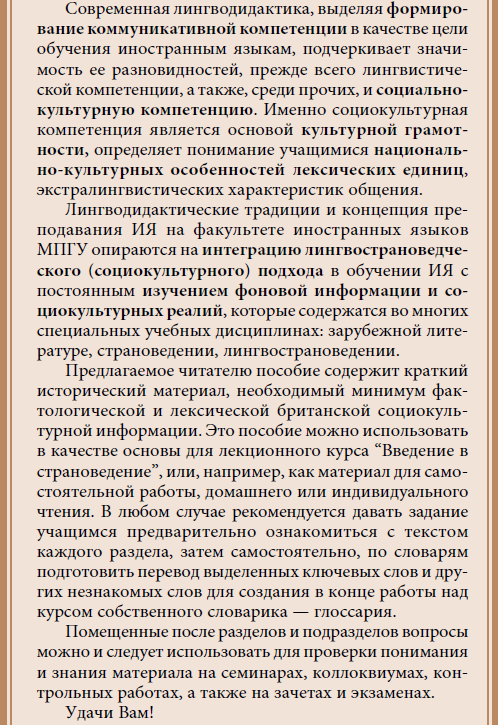 Современная лингводидактика, выделяя формиро-
вание коммуникативной компетенции в качестве цели
обучения иностранным языкам, подчеркивает значи-
мость ее разновидностей, прежде всего лингвистиче-
ской компетенции, а также, среди прочих, и социально-
культурную компетенцию. Именно социокультурная
компетенция является основой культурной грамот-
ности, определяет понимание учащимися националь-
но-культурных особенностей лексических единиц,
экстралингвистических характеристик общения.
Лингводидактические традиции и концепция пре-
подавания ИЯ на факультете иностранных языков
МПГУ опираются на интеграцию лингвострановедче-
ского (социокультурного) подхода в обучении ИЯ с
постоянным изучением фоновой информации и со-
циокультурных реалий, которые содержатся во многих
специальных учебных дисциплинах: зарубежной лите-
ратуре, страноведении, лингвострановедении.
Предлагаемое читателю пособие содержит краткий
исторический материал, необходимый минимум фак-
тологической и лексической британской социокуль-
турной информации. Это пособие можно использовать
в качестве основы для лекционного курса “Введение в
страноведение”, или, например, как материал для само-
стоятельной работы, домашнего или индивидуального
чтения. В любом случае рекомендуется давать задание
учащимся предварительно ознакомиться с текстом
каждого раздела, затем самостоятельно, по словарям
подготовить перевод выделенных ключевых слов и дру-
гих незнакомых слов для создания в конце работы над
курсом собственного словарика — глоссария.
Помещенные после разделов и подразделов вопросы
можно и следует использовать для проверки понимания
и знания материала на семинарах, коллоквиумах, кон-
трольных работах, а также на зачетах и экзаменах.
Удачи Вам!